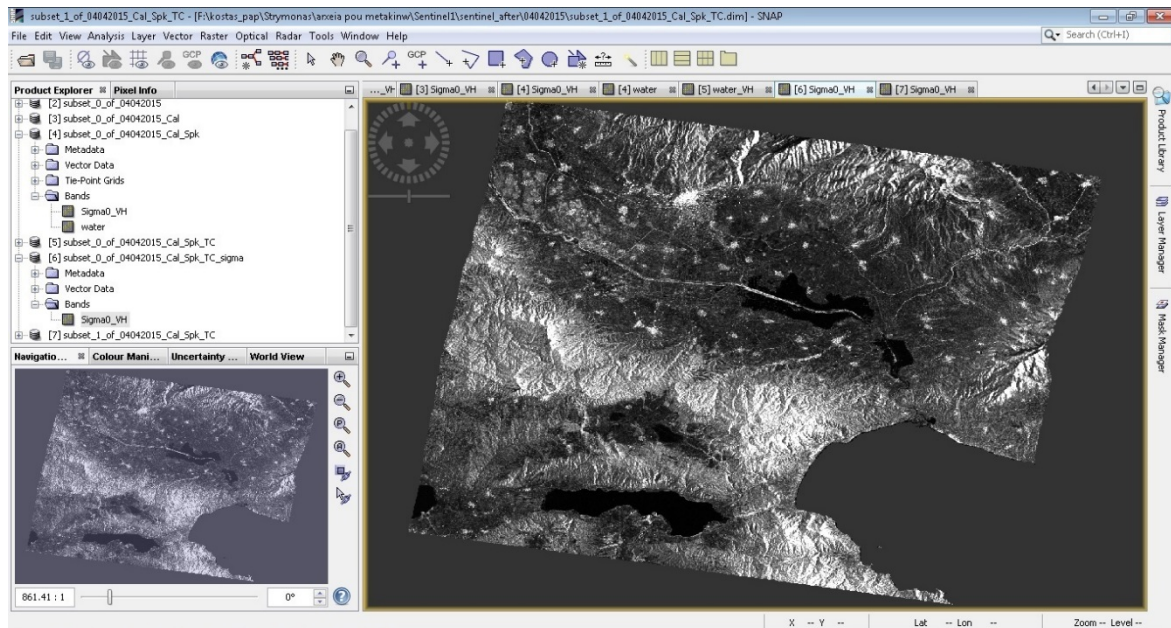 subset_1_of_04042015_Cal_Spk_TC - [F:\kostas_pap\Strymonas\arxeia pou metakinw\Sentinel1\sentinel_after\04042015\subset_1_of_04042015_Cal_Spk_TC.dim] - SNAP
File Edit View Analysis Layer Vector Raster Optical Radar Tools Window Help
Search (Ctrl+I)
GCP GCP
Product Explorer Pixel Info
..._VH [3] Sigma0_VH [4] Sigma0_VH [4] water [5] water_VH [6] Sigma0_VH [7] Sigma0_VH
[2] subset_0_of_04042015
[3] subset_0_of_04042015_Cal
[4] subset_0_of_04042015_Cal_Spk
Metadata
Vector Data
Tie-Point Grids
Bands
Sigma0_VH
water
[5] subset_0_of_04042015_Cal_Spk_TC
[6] subset_0_of_04042015_Cal_Spk_TC_sigma
Metadata
Vector Data
Bands
Sigma0_VH
[7] subset_1_of_04042015_Cal_Spk_TC
Navigatio... Colour Mani... Uncertainty ... World View
861.41 : 1
0°
Product Library
Layer Manager
Mask Manager
X -- Y -- Lat -- Lon -- Zoom -- Level --